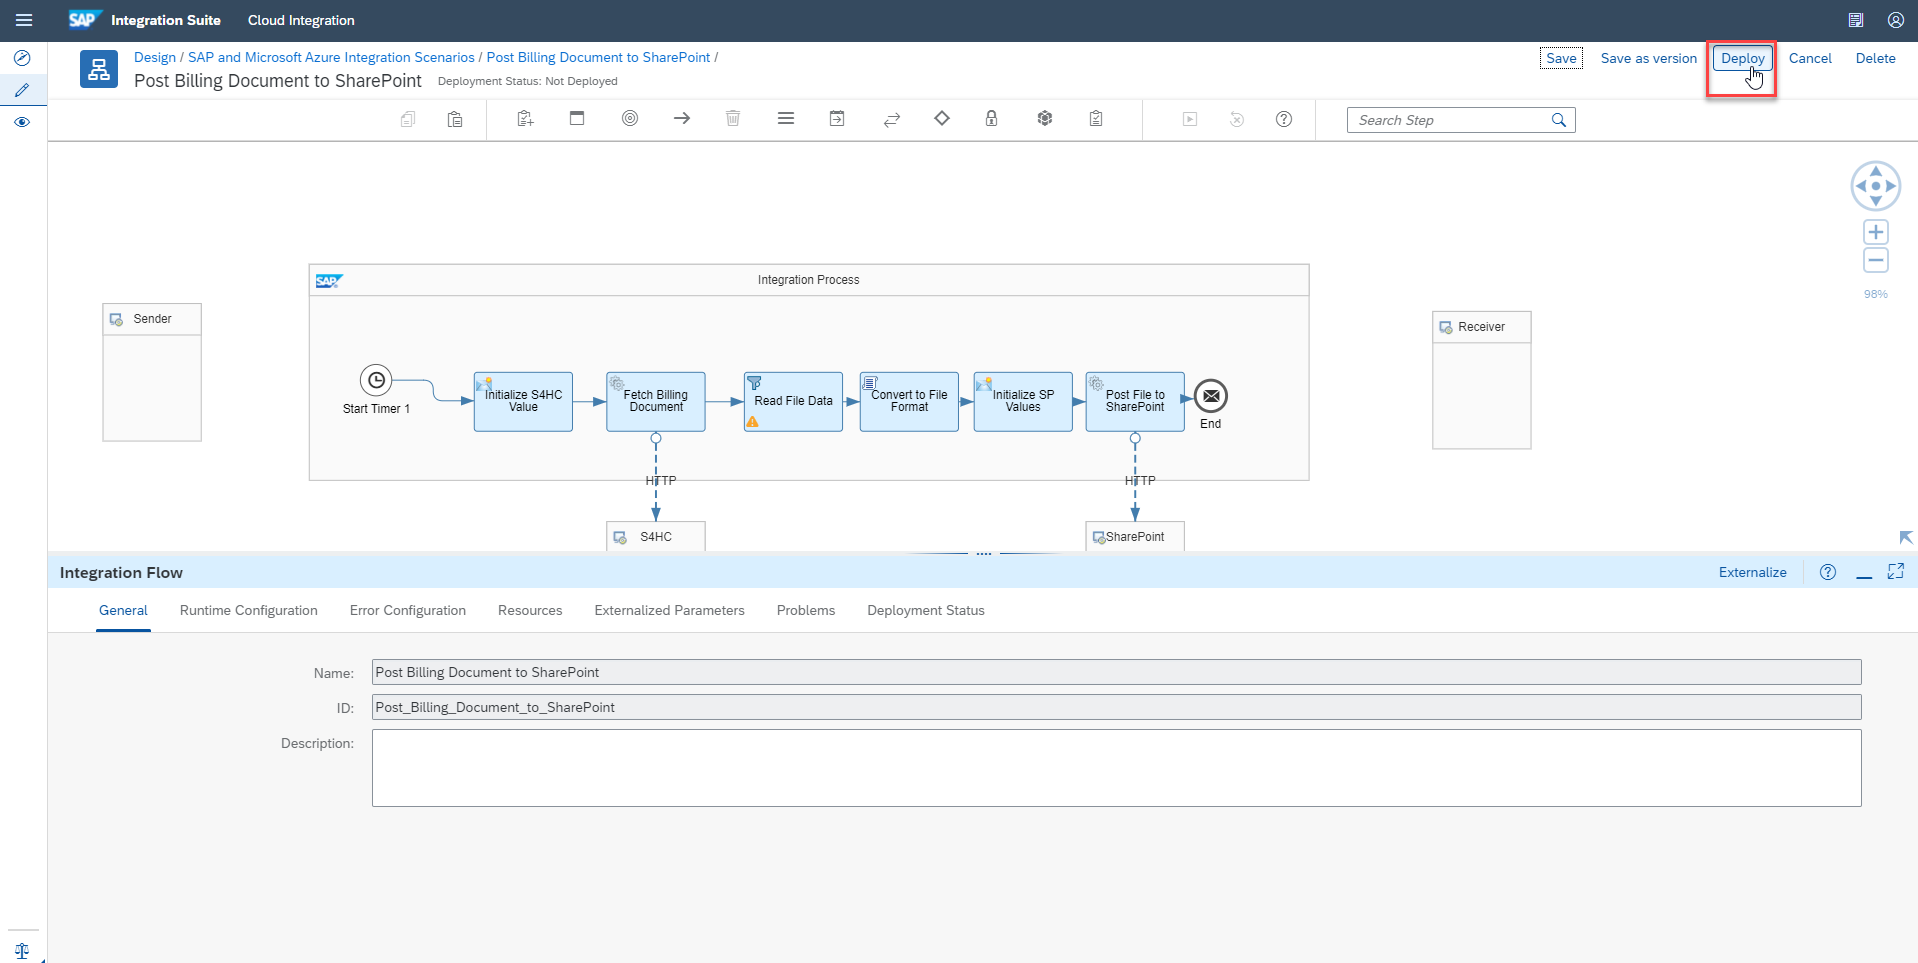 SAP Integration Suite Cloud Integration
Design / SAP and Microsoft Azure Integration Scenarios / Post Billing Document to SharePoint /
Post Billing Document to SharePoint Deployment Status: Not Deployed
Save Save as version Deploy Cancel Delete
Search Step
98%
SAP Integration Process
Sender
Receiver
Start Timer 1
Initialize S4HC
Value
Fetch Billing
Document
Read File Data
Convert to File
Format
Initialize SP
Values
Post File to
SharePoint
End
HTTP
HTTP
S4HC
SharePoint
Integration Flow
Externalize
General Runtime Configuration Error Configuration Resources Externalized Parameters Problems Deployment Status
Name: Post Billing Document to SharePoint
ID: Post_Billing_Document_to_SharePoint
Description: